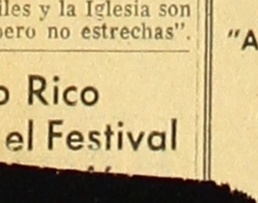 iles y la Iglesia son
pero no estrechas".
o Rico
el Festival
"A